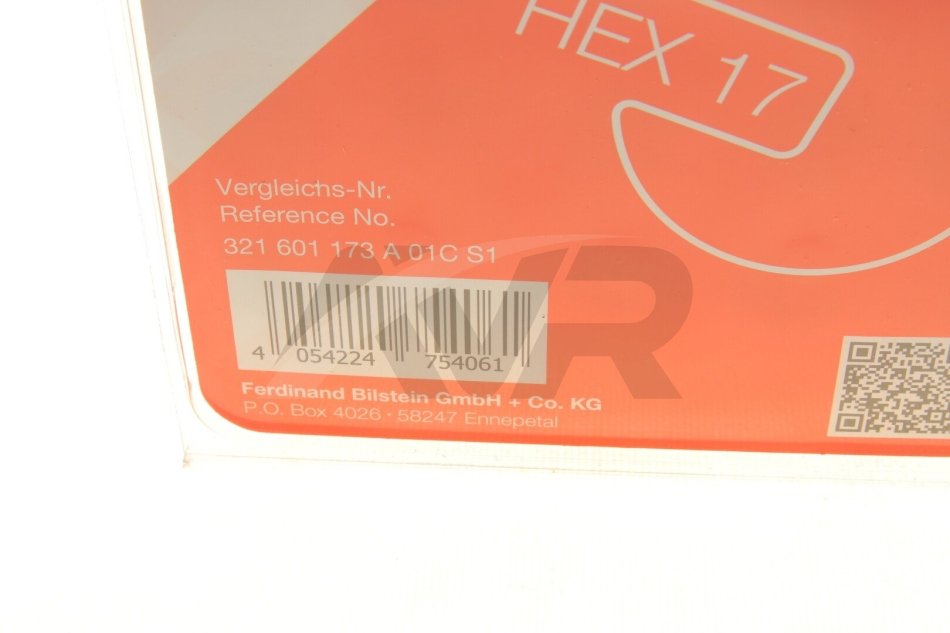 HEX 17
Vergleichs-Nr.
Reference No.
321 601 173 A 01C S1
4 054224 754061
Ferdinand Bilstein GmbH + Co. KG
P.O. Box 4026 · 58247 Ennepetal
AVR